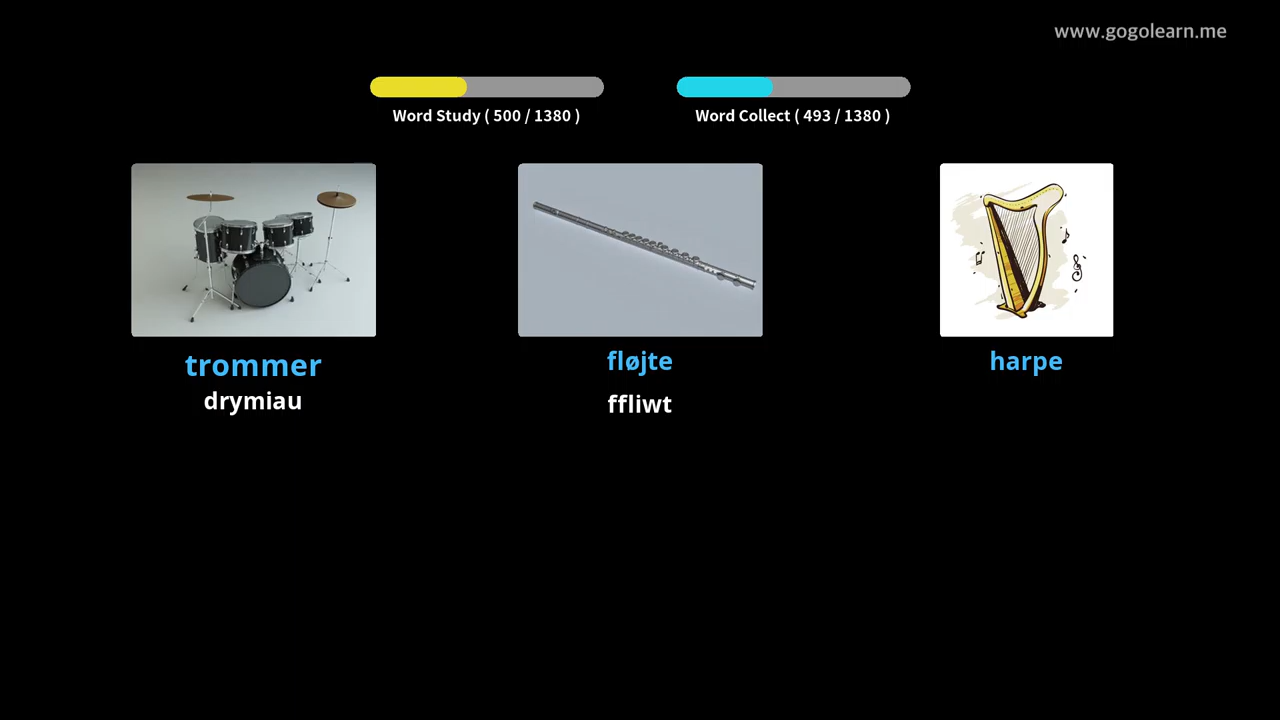 www.gogolearn.me
Word Study ( 500 / 1380 )
Word Collect ( 493 / 1380 )
trommer
drymiau
fløjte
ffliwt
harpe